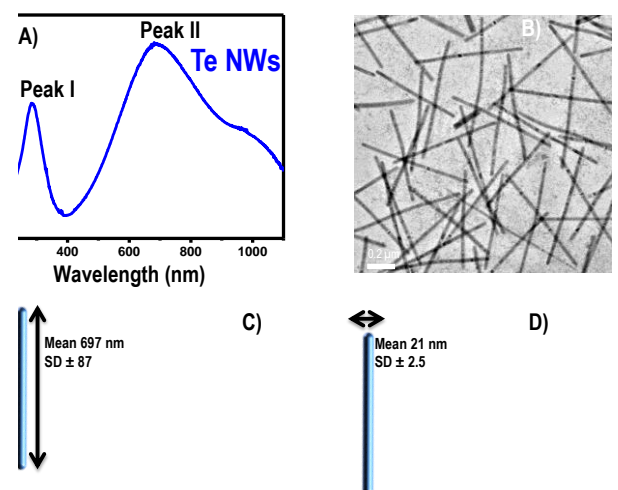 A)
Peak II
Te NWs
Peak I
400
600
800
1000
Wavelength (nm)
B)
0.2 µm
C)
Mean 697 nm
SD ± 87
D)
Mean 21 nm
SD ± 2.5